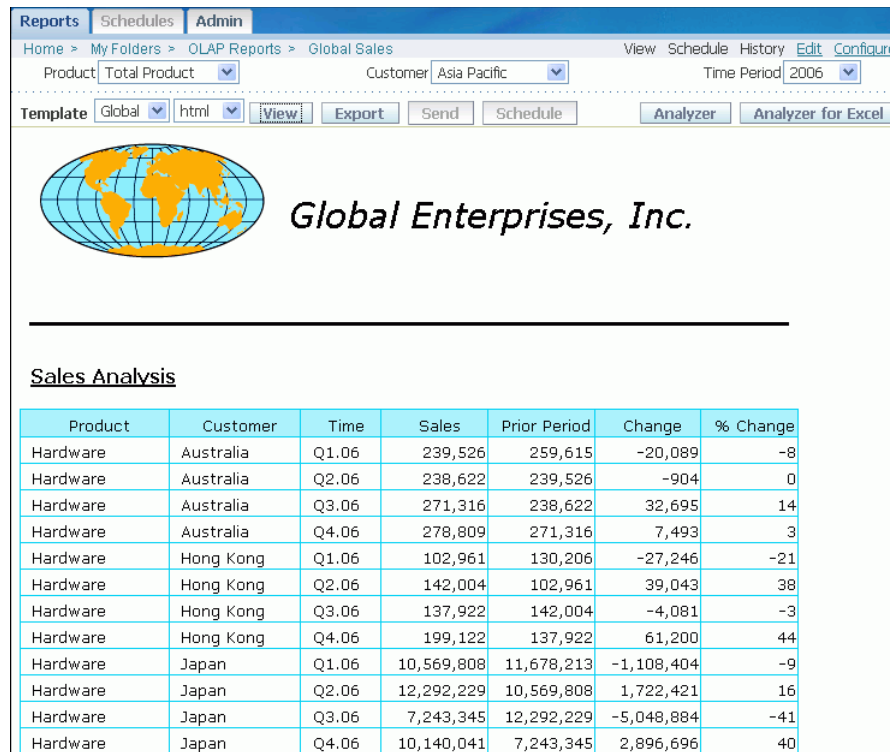 Reports Schedules Admin
Home > My Folders > OLAP Reports > Global Sales View Schedule History Edit Configure
Product Total Product Customer Asia Pacific Time Period 2006
Template Global html View Export Send Schedule Analyzer Analyzer for Excel
Global Enterprises, Inc.
Sales Analysis
Product Customer Time Sales Prior Period Change % Change
Hardware Australia Q1.06 239,526 259,615 -20,089 -8
Hardware Australia Q2.06 238,622 239,526 -904 0
Hardware Australia Q3.06 271,316 238,622 32,695 14
Hardware Australia Q4.06 278,809 271,316 7,493 3
Hardware Hong Kong Q1.06 102,961 130,206 -27,246 -21
Hardware Hong Kong Q2.06 142,004 102,961 39,043 38
Hardware Hong Kong Q3.06 137,922 142,004 -4,081 -3
Hardware Hong Kong Q4.06 199,122 137,922 61,200 44
Hardware Japan Q1.06 10,569,808 11,678,213 -1,108,404 -9
Hardware Japan Q2.06 12,292,229 10,569,808 1,722,421 16
Hardware Japan Q3.06 7,243,345 12,292,229 -5,048,884 -41
Hardware Japan Q4.06 10,140,041 7,243,345 2,896,696 40